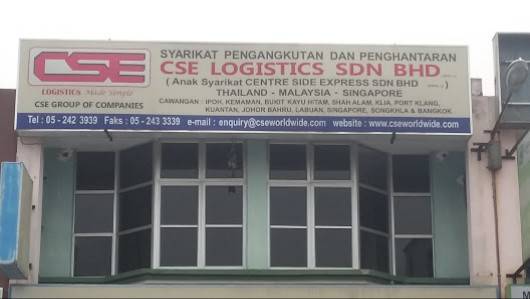 CSE
LOGISTICS Made Simple
CSE GROUP OF COMPANIES
SYARIKAT PENGANGKUTAN DAN PENGHANTARAN
CSE LOGISTICS SDN BHD
( Anak Syarikat CENTRE SIDE EXPRESS SDN BHD )
THAILAND - MALAYSIA - SINGAPORE
CAWANGAN : IPOH, KEMAMAN, BUKIT KAYU HITAM, SHAH ALAM, KLIA, PORT KLANG,
KUANTAN, JOHOR BAHRU, LABUAN, SINGAPORE, SONGKHLA & BANGKOK
Tel : 05 - 242 3939 Faks : 05 - 243 3339 e-mail : enquiry@cseworldwide.com website : www.cseworldwide.com